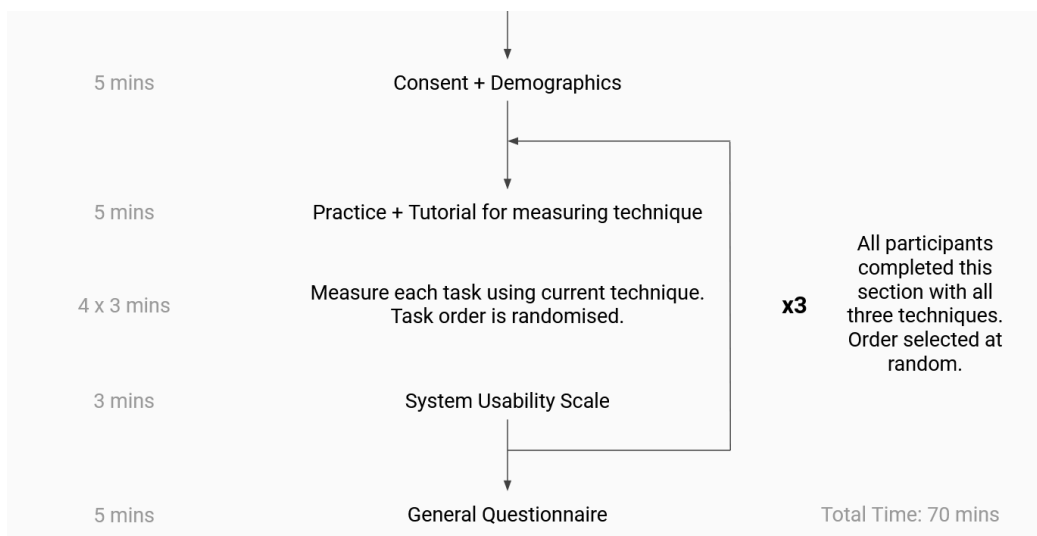 5 mins
Consent + Demographics
5 mins
Practice + Tutorial for measuring technique
4 x 3 mins
Measure each task using current technique.
Task order is randomised.
x3
All participants
completed this
section with all
three techniques.
Order selected at
random.
3 mins
System Usability Scale
5 mins
General Questionnaire
Total Time: 70 mins